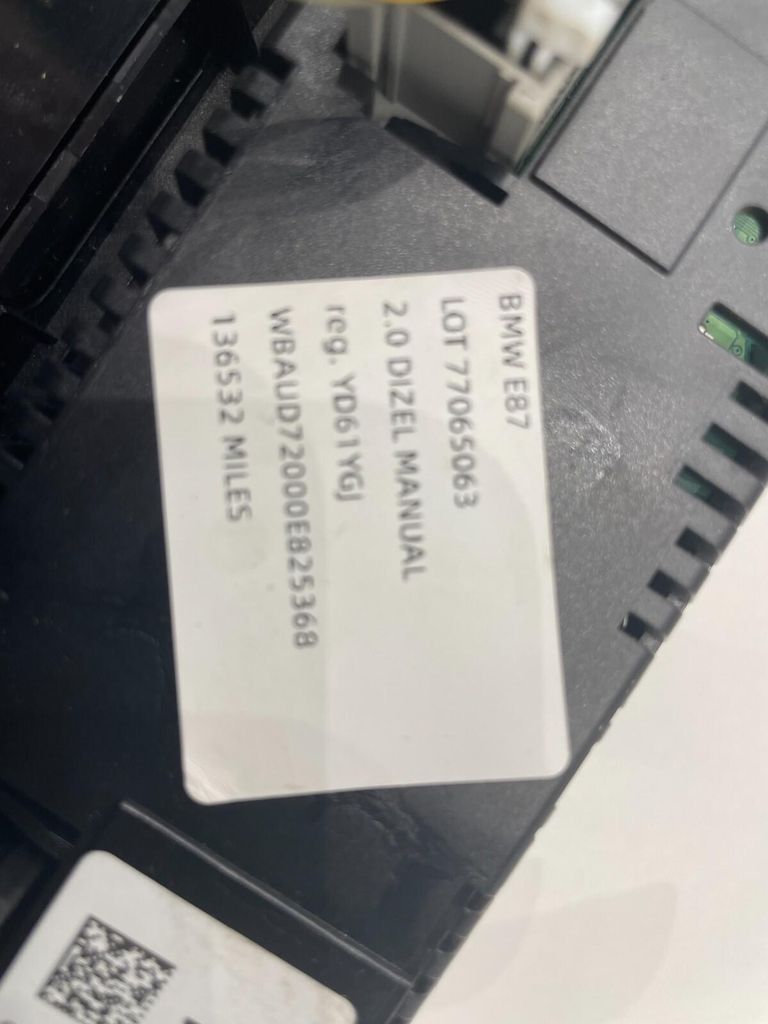 BMW E87
LOT 77065063
2.0 DIZEL MANUAL
reg. YD61YGJ
WBAUD72000E825368
136532 MILES